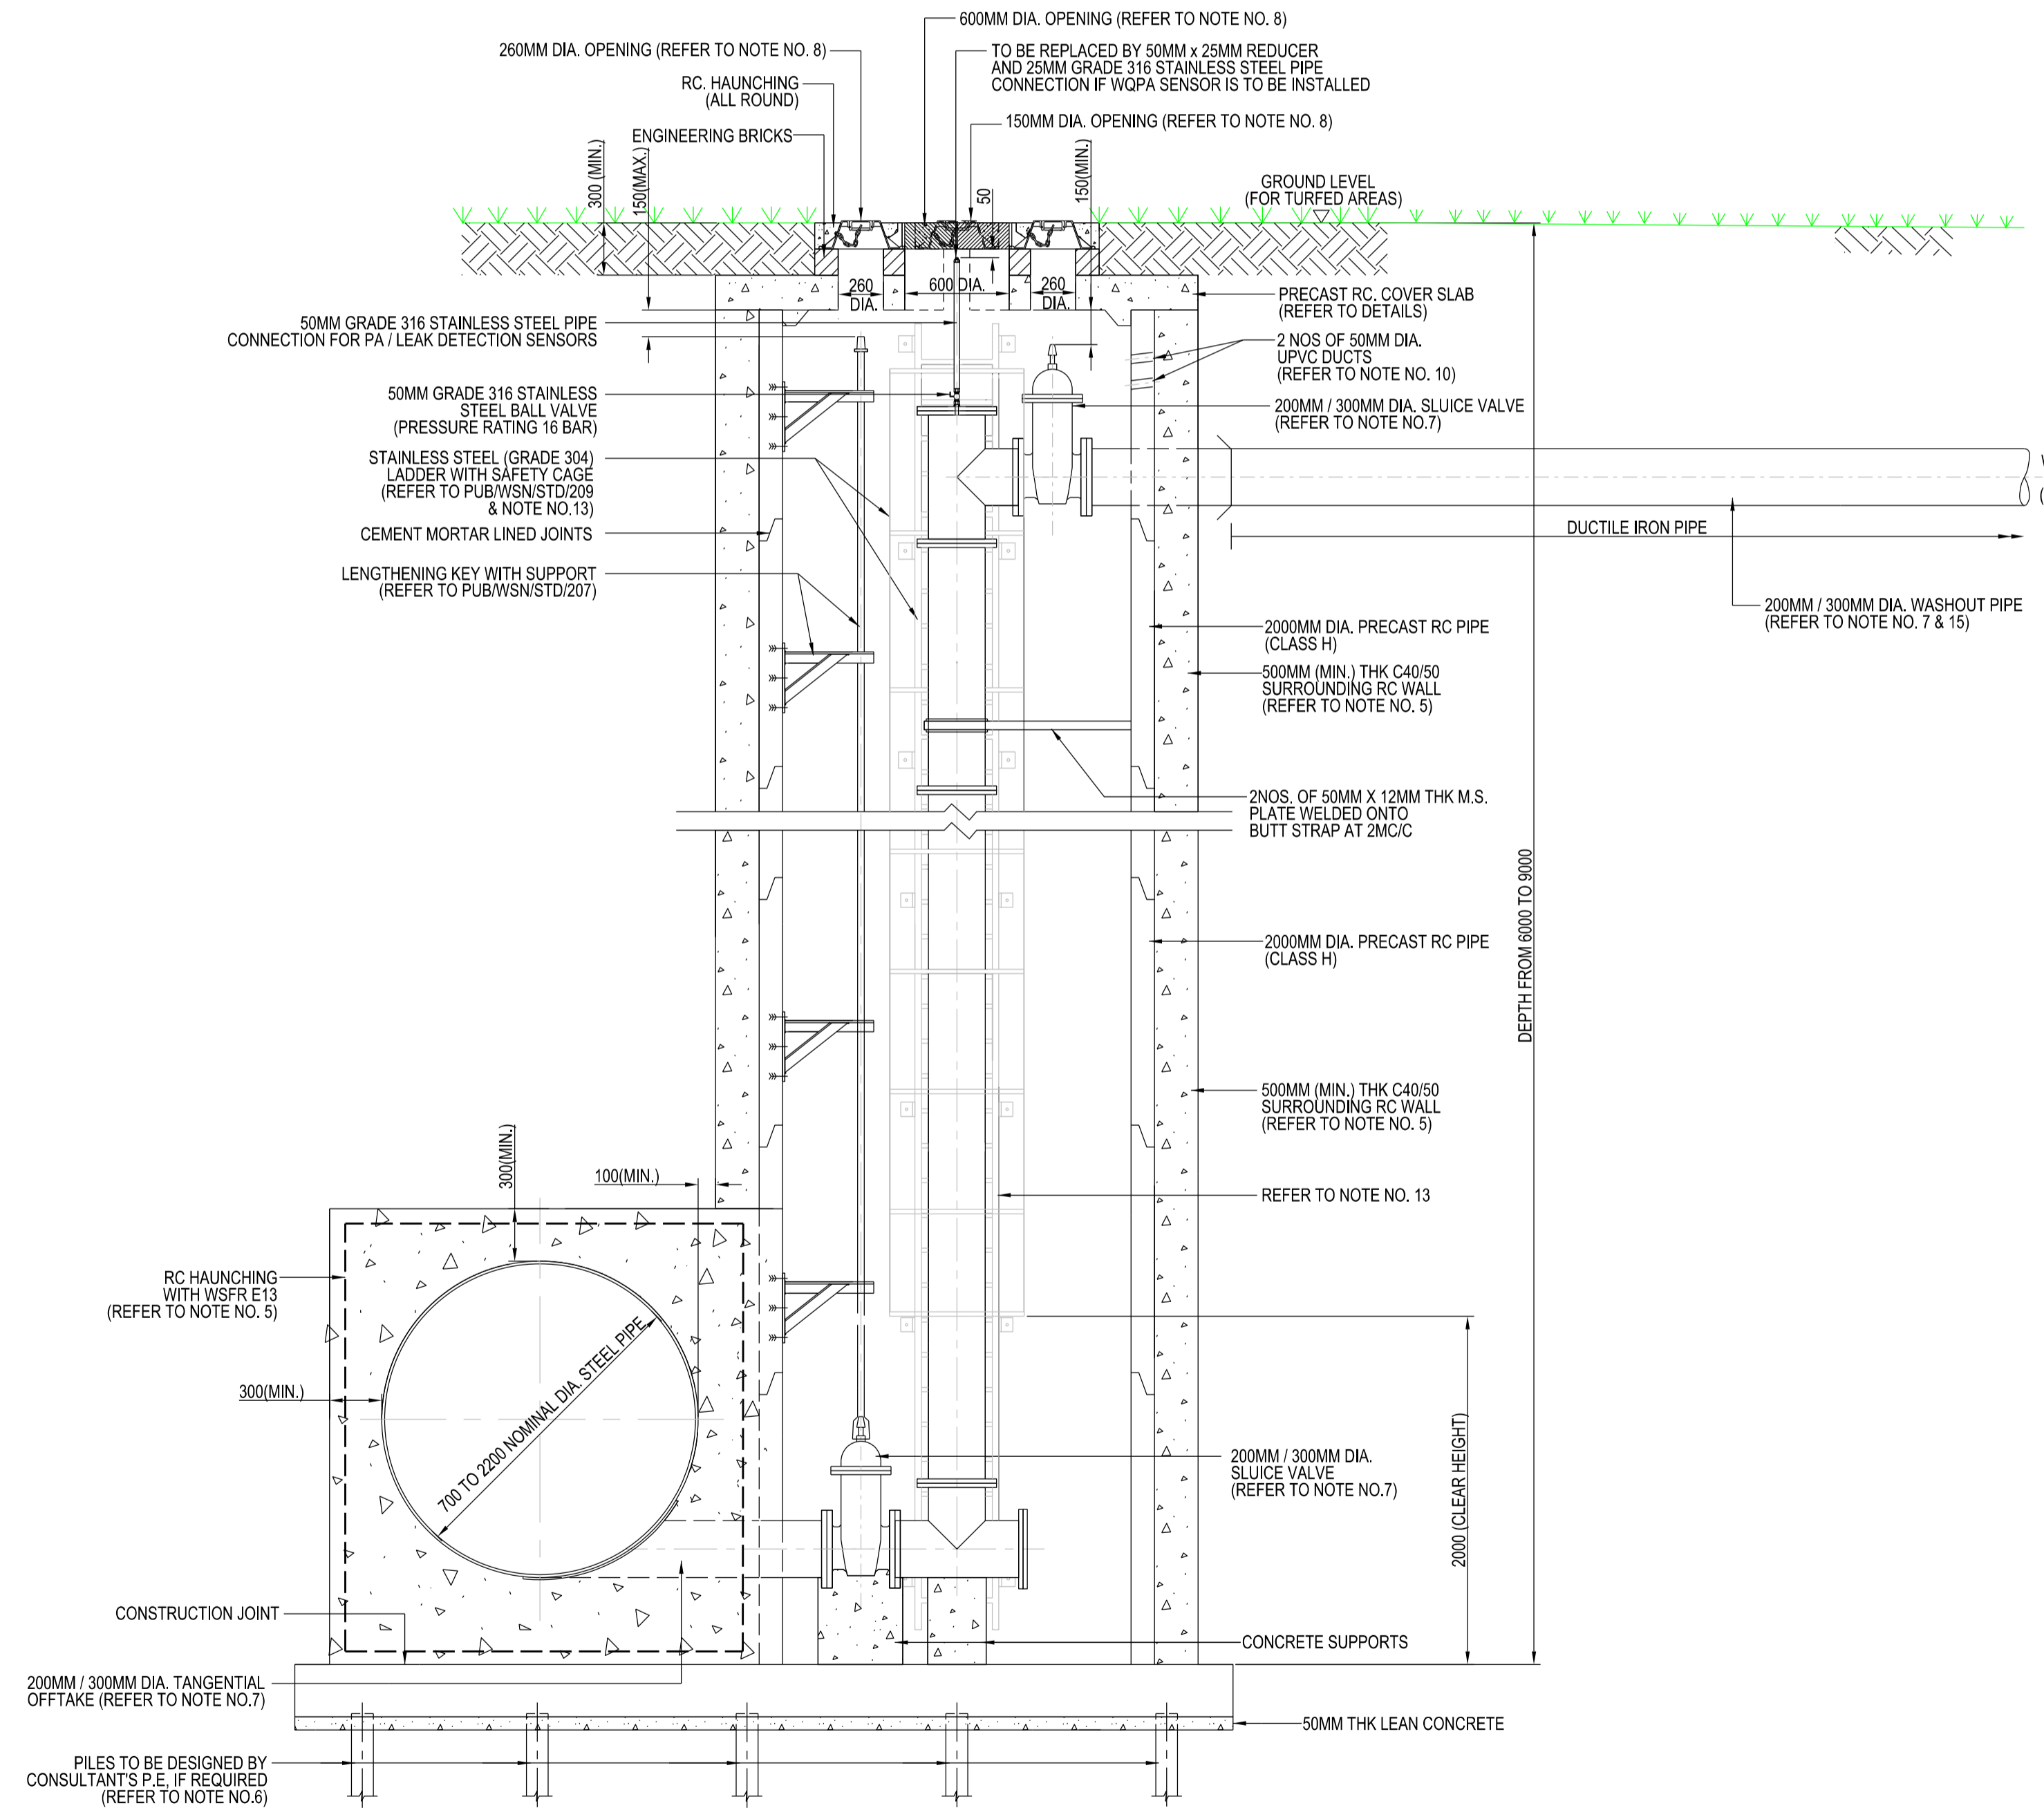 600MM DIA. OPENING (REFER TO NOTE NO. 8)
260MM DIA. OPENING (REFER TO NOTE NO. 8)
TO BE REPLACED BY 50MM x 25MM REDUCER
AND 25MM GRADE 316 STAINLESS STEEL PIPE
CONNECTION IF WQPA SENSOR IS TO BE INSTALLED
RC. HAUNCHING
(ALL ROUND)
150MM DIA. OPENING (REFER TO NOTE NO. 8)
ENGINEERING BRICKS
300 (MIN.)
150(MAX.)
50
150(MIN.)
GROUND LEVEL
(FOR TURFED AREAS)
260
DIA.
600 DIA.
260
DIA.
PRECAST RC. COVER SLAB
(REFER TO DETAILS)
50MM GRADE 316 STAINLESS STEEL PIPE
CONNECTION FOR PA / LEAK DETECTION SENSORS
2 NOS OF 50MM DIA.
UPVC DUCTS
(REFER TO NOTE NO. 10)
50MM GRADE 316 STAINLESS
STEEL BALL VALVE
(PRESSURE RATING 16 BAR)
200MM / 300MM DIA. SLUICE VALVE
(REFER TO NOTE NO.7)
STAINLESS STEEL (GRADE 304)
LADDER WITH SAFETY CAGE
(REFER TO PUB/WSN/STD/209
& NOTE NO.13)
CEMENT MORTAR LINED JOINTS
DUCTILE IRON PIPE
LENGTHENING KEY WITH SUPPORT
(REFER TO PUB/WSN/STD/207)
200MM / 300MM DIA. WASHOUT PIPE
(REFER TO NOTE NO. 7 & 15)
2000MM DIA. PRECAST RC PIPE
(CLASS H)
500MM (MIN.) THK C40/50
SURROUNDING RC WALL
(REFER TO NOTE NO. 5)
2NOS. OF 50MM X 12MM THK M.S.
PLATE WELDED ONTO
BUTT STRAP AT 2MC/C
DEPTH FROM 6000 TO 9000
2000MM DIA. PRECAST RC PIPE
(CLASS H)
500MM (MIN.) THK C40/50
SURROUNDING RC WALL
(REFER TO NOTE NO. 5)
300(MIN.)
100(MIN.)
REFER TO NOTE NO. 13
RC HAUNCHING
WITH WSFR E13
(REFER TO NOTE NO. 5)
700 TO 2200 NOMINAL DIA. STEEL PIPE
300(MIN.)
200MM / 300MM DIA.
SLUICE VALVE
(REFER TO NOTE NO.7)
2000 (CLEAR HEIGHT)
CONSTRUCTION JOINT
CONCRETE SUPPORTS
200MM / 300MM DIA. TANGENTIAL
OFFTAKE (REFER TO NOTE NO.7)
50MM THK LEAN CONCRETE
PILES TO BE DESIGNED BY
CONSULTANT'S P.E, IF REQUIRED
(REFER TO NOTE NO.6)